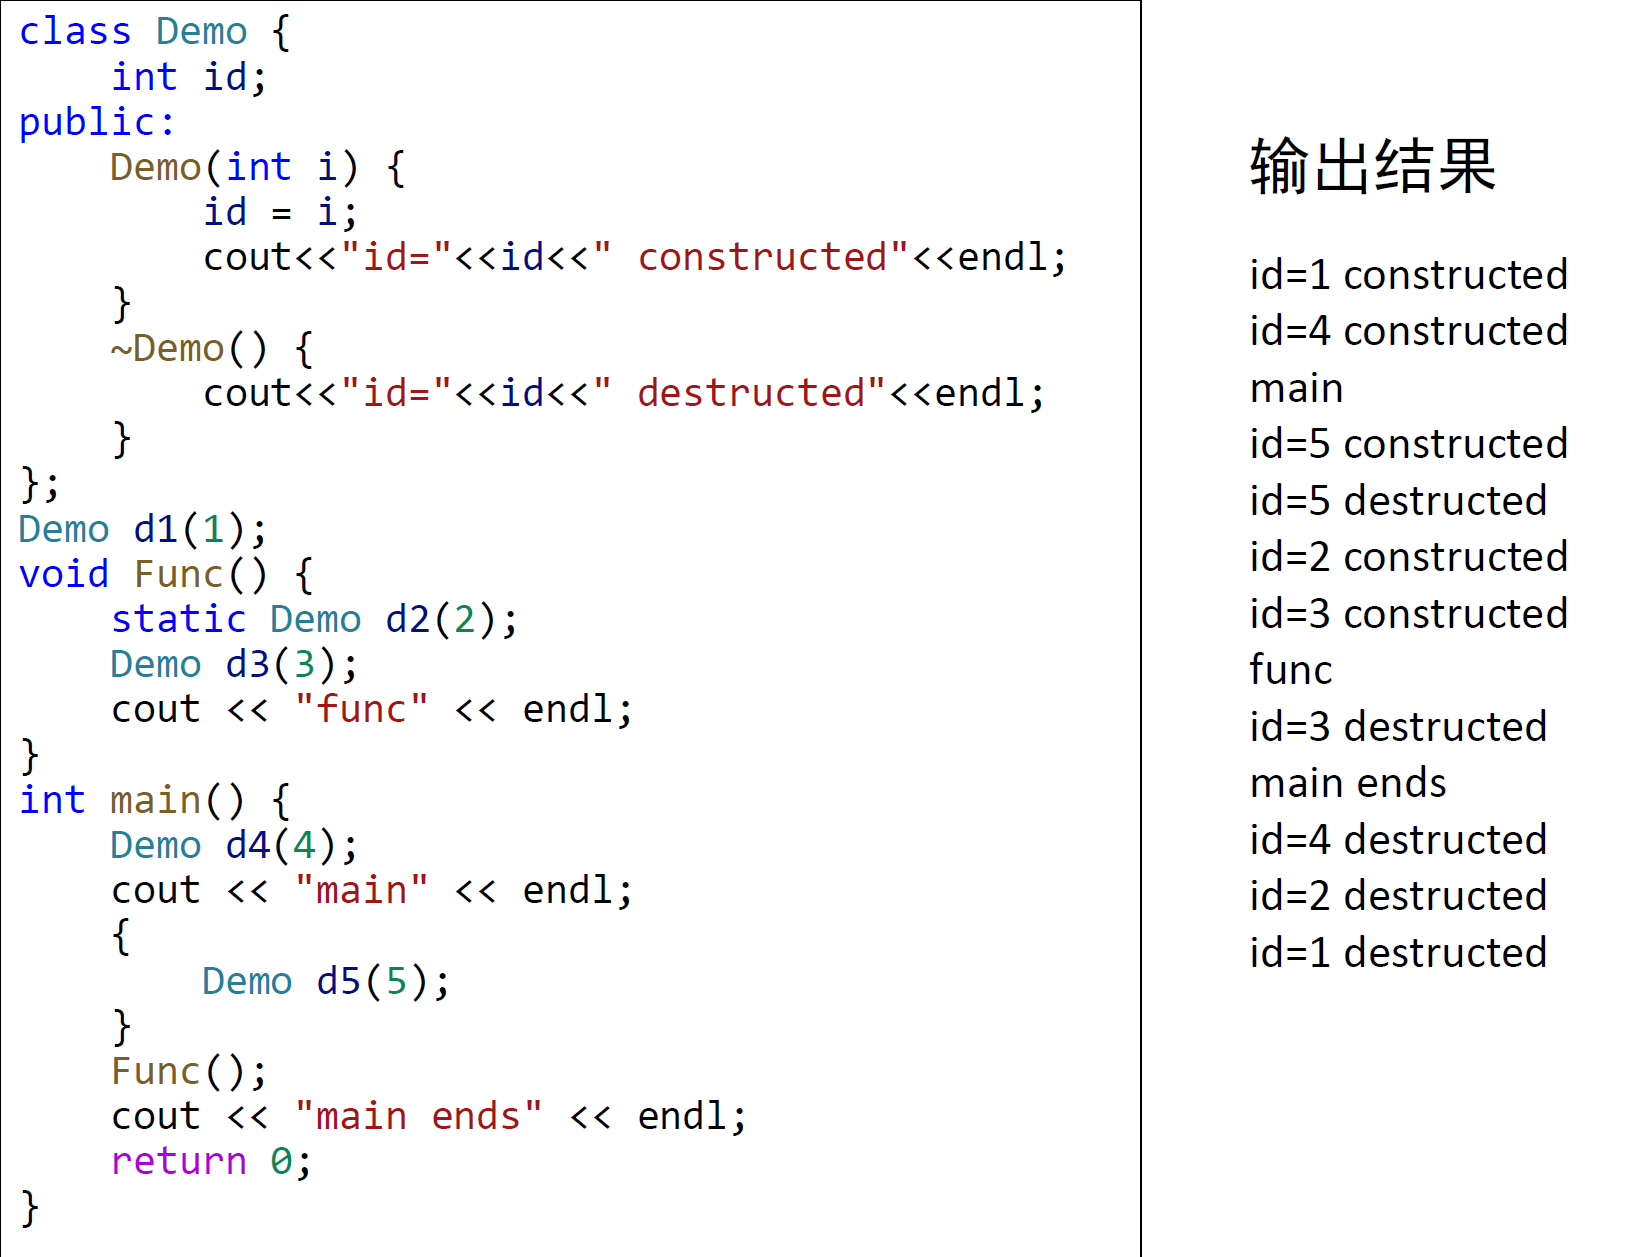 class Demo {
    int id;
public:
    Demo(int i) {
        id = i;
        cout<<"id="<<id<<" constructed"<<endl;
    }
    ~Demo() {
        cout<<"id="<<id<<" destructed"<<endl;
    }
};
Demo d1(1);
void Func() {
    static Demo d2(2);
    Demo d3(3);
    cout << "func" << endl;
}
int main() {
    Demo d4(4);
    cout << "main" << endl;
    {
        Demo d5(5);
    }
    Func();
    cout << "main ends" << endl;
    return 0;
}
输出结果
id=1 constructed
id=4 constructed
main
id=5 constructed
id=5 destructed
id=2 constructed
id=3 constructed
func
id=3 destructed
main ends
id=4 destructed
id=2 destructed
id=1 destructed